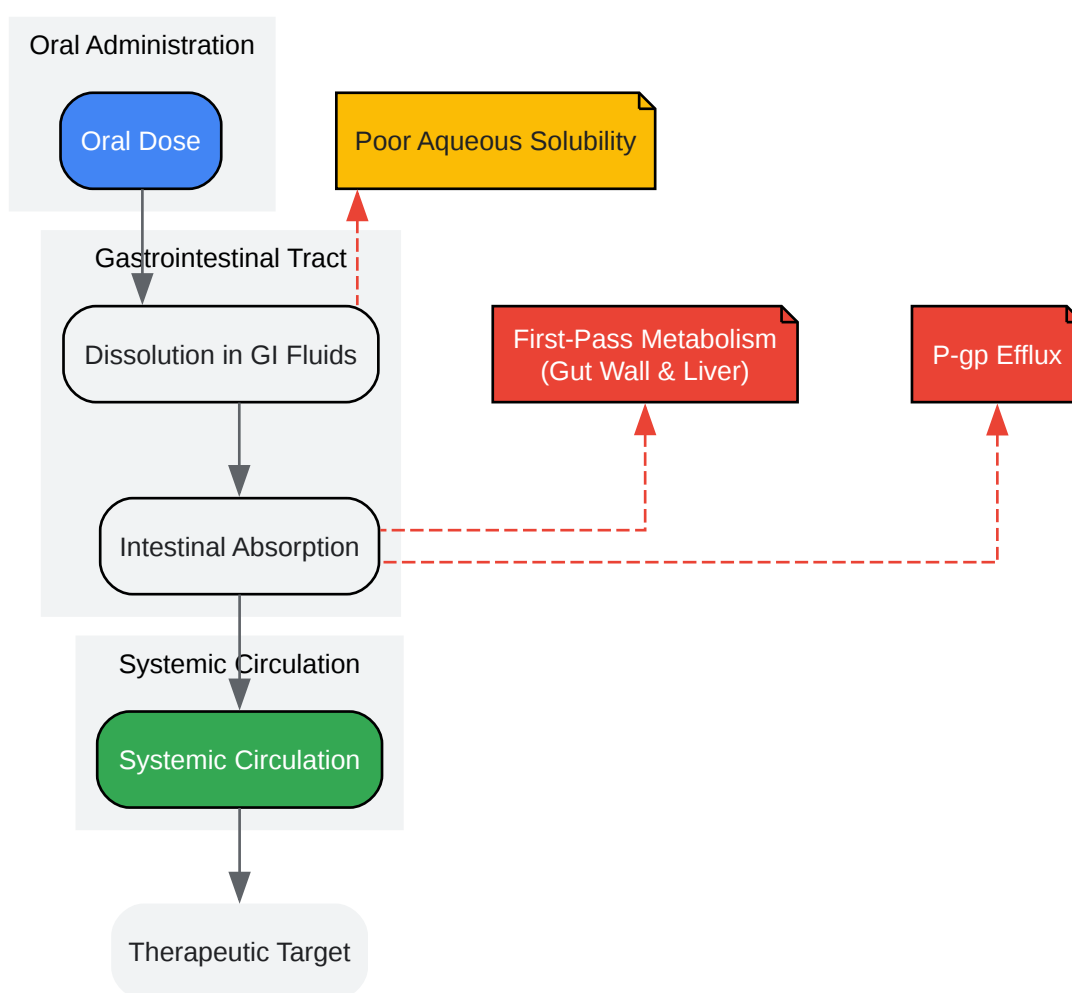 Oral Administration
Oral Dose
Poor Aqueous Solubility
Gastrointestinal Tract
Dissolution in GI Fluids
First-Pass Metabolism
(Gut Wall & Liver)
P-gp Efflux
Intestinal Absorption
Systemic Circulation
Systemic Circulation
Therapeutic Target